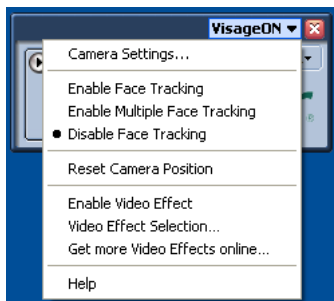 VisageON
Camera Settings...
Enable Face Tracking
Enable Multiple Face Tracking
Disable Face Tracking
Reset Camera Position
Enable Video Effect
Video Effect Selection...
Get more Video Effects online...
Help